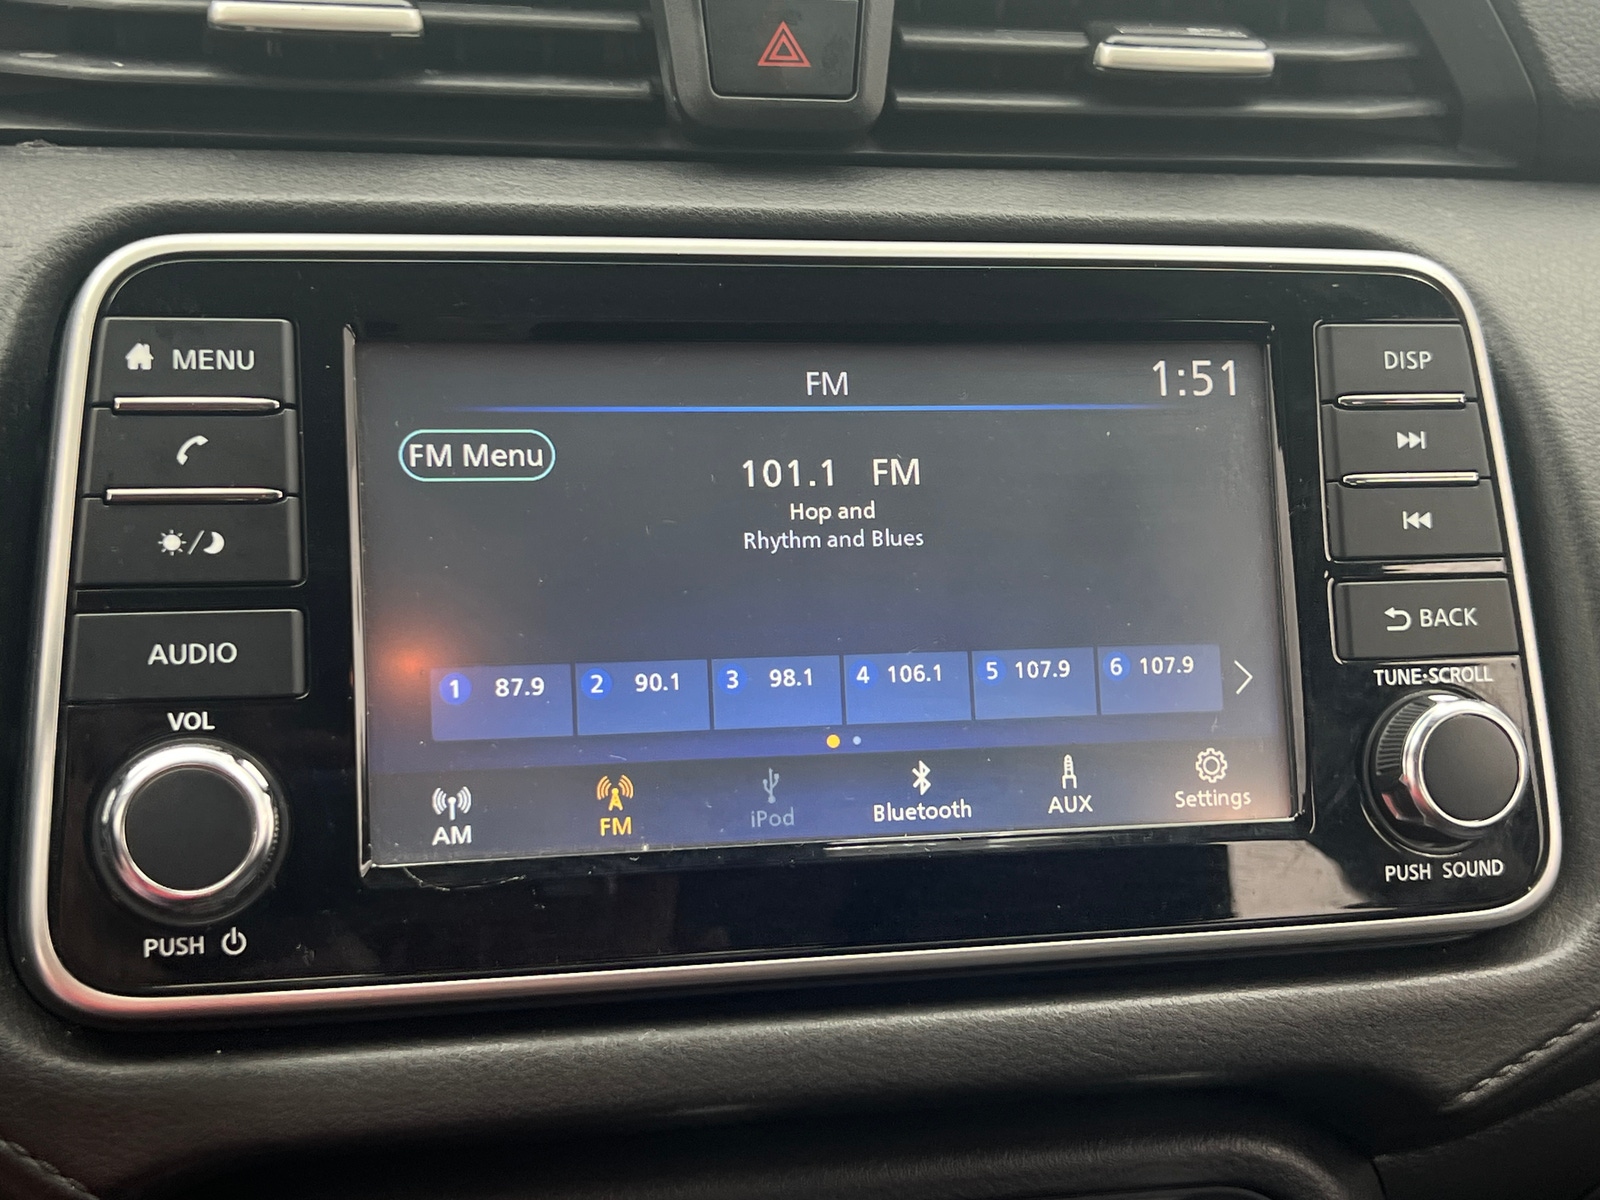 MENU
AUDIO
VOL
PUSH
FM
1:51
FM Menu
101.1 FM
Hop and
Rhythm and Blues
1 87.9 2 90.1 3 98.1 4 106.1 5 107.9 6 107.9
AM FM iPod Bluetooth AUX Settings
DISP
BACK
TUNE·SCROLL
PUSH SOUND